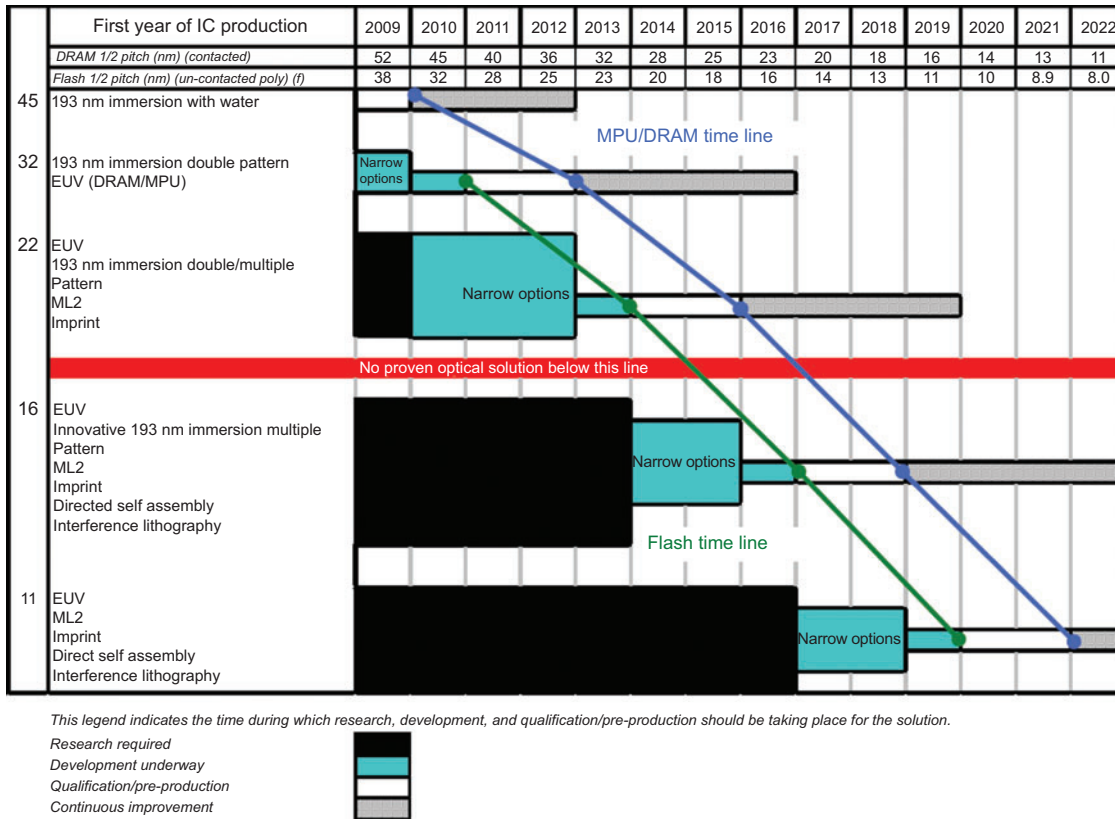 First year of IC production 2009 2010 2011 2012 2013 2014 2015 2016 2017 2018 2019 2020 2021 2022
DRAM 1/2 pitch (nm) (contacted) 52 45 40 36 32 28 25 23 20 18 16 14 13 11
Flash 1/2 pitch (nm) (un-contacted poly) (f) 38 32 28 25 23 20 18 16 14 13 11 10 8.9 8.0
45 193 nm immersion with water
MPU/DRAM time line
32 193 nm immersion double pattern
EUV (DRAM/MPU)
Narrow
options
22 EUV
193 nm immersion double/multiple
Pattern
ML2
Imprint
Narrow options
No proven optical solution below this line
16 EUV
Innovative 193 nm immersion multiple
Pattern
ML2
Imprint
Directed self assembly
Interference lithography
Narrow options
Flash time line
11 EUV
ML2
Imprint
Direct self assembly
Interference lithography
Narrow options
This legend indicates the time during which research, development, and qualification/pre-production should be taking place for the solution.
Research required
Development underway
Qualification/pre-production
Continuous improvement